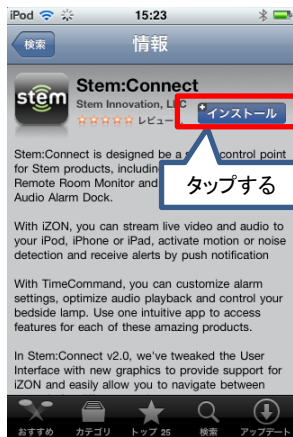 iPod 15:23
検索 情報
stem
Stem:Connect
Stem Innovation, LLC
レビュー
インストール
Stem:Connect is designed be a control point
for Stem products, including
Remote Room Monitor and
Audio Alarm Dock.
タップする
With iZON, you can stream live video and audio to
your iPod, iPhone or iPad, activate motion or noise
detection and receive alerts by push notification
With TimeCommand, you can customize alarm
settings, optimize audio playback and control your
bedside lamp. Use one intuitive app to access
features for each of these amazing products.
In Stem:Connect v2.0, we've tweaked the User
Interface with new graphics to provide support for
iZON and easily allow you to navigate between
おすすめ カテゴリ トップ 25 検索 アップデート